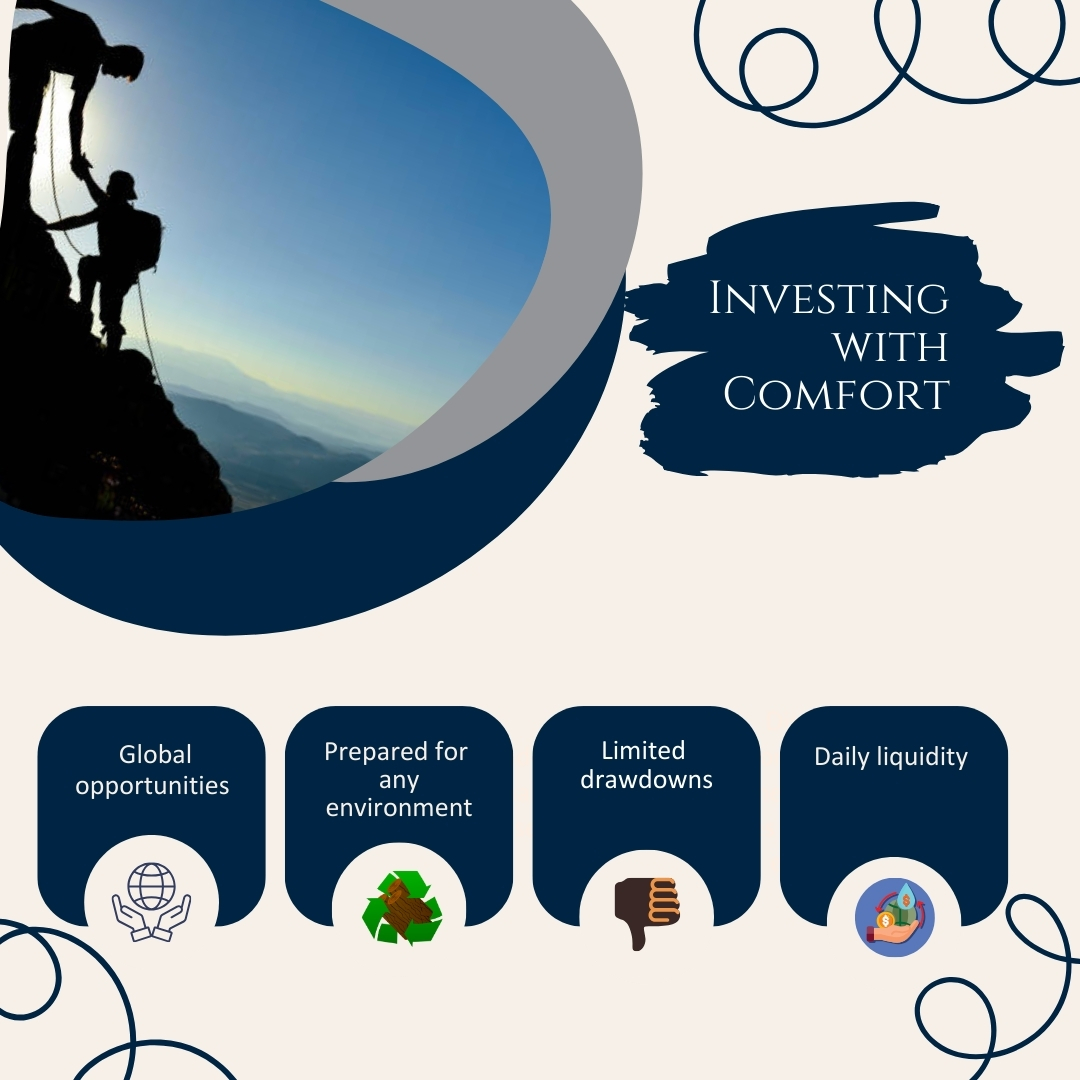 Investing
with
Comfort
Global
opportunities
Prepared for
any
environment
Limited
drawdowns
Daily liquidity
$
$